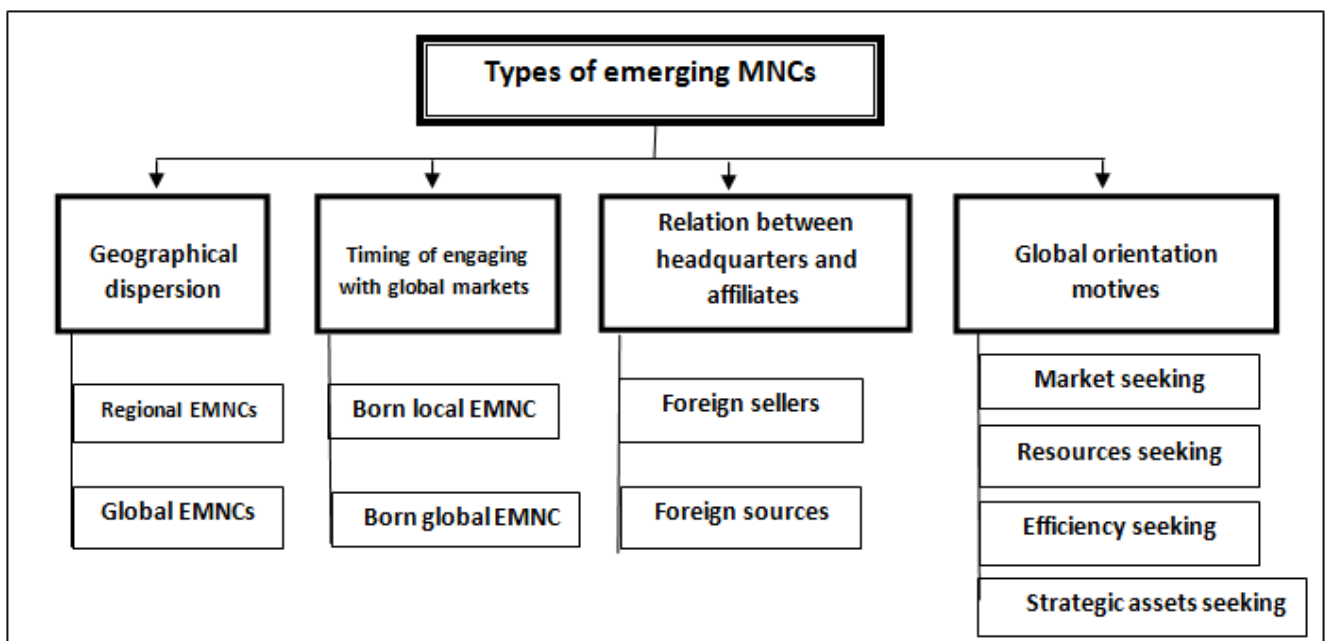 Types of emerging MNCs
Geographical
dispersion
Regional EMNCs
Global EMNCs
Timing of engaging
with global markets
Born local EMNC
Born global EMNC
Relation between
headquarters and
affiliates
Foreign sellers
Foreign sources
Global orientation
motives
Market seeking
Resources seeking
Efficiency seeking
Strategic assets seeking